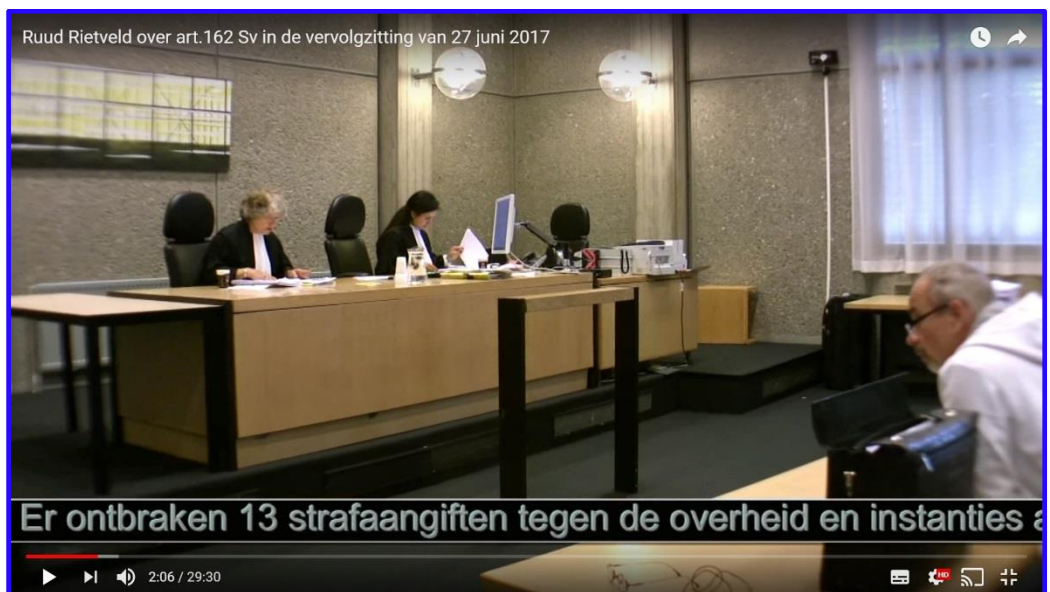 Ruud Rietveld over art.162 Sv in de vervolgzitting van 27 juni 2017
Er ontbraken 13 strafaangiften tegen de overheid en instanties a
2:06 / 29:30
HD